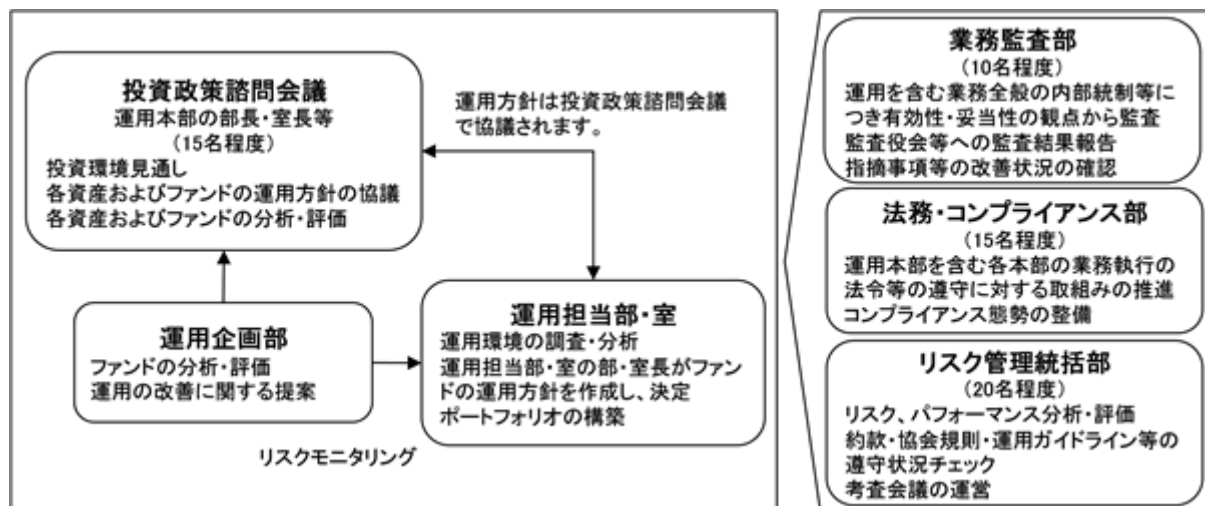 投資政策諮問会議
運用本部の部長・室長等
(15名程度)
投資環境見通し
各資産およびファンドの運用方針の協議
各資産およびファンドの分析・評価
運用方針は投資政策諮問会議
で協議されます。
運用企画部
ファンドの分析・評価
運用の改善に関する提案
運用担当部・室
運用環境の調査・分析
運用担当部・室の部・室長がファン
ドの運用方針を作成し、決定
ポートフォリオの構築
リスクモニタリング
業務監査部
(10名程度)
運用を含む業務全般の内部統制等に
つき有効性・妥当性の観点から監査
監査役会等への監査結果報告
指摘事項等の改善状況の確認
法務・コンプライアンス部
(15名程度)
運用本部を含む各本部の業務執行の
法令等の遵守に対する取組みの推進
コンプライアンス態勢の整備
リスク管理統括部
(20名程度)
リスク、パフォーマンス分析・評価
約款・協会規則・運用ガイドライン等の
遵守状況チェック
考査会議の運営